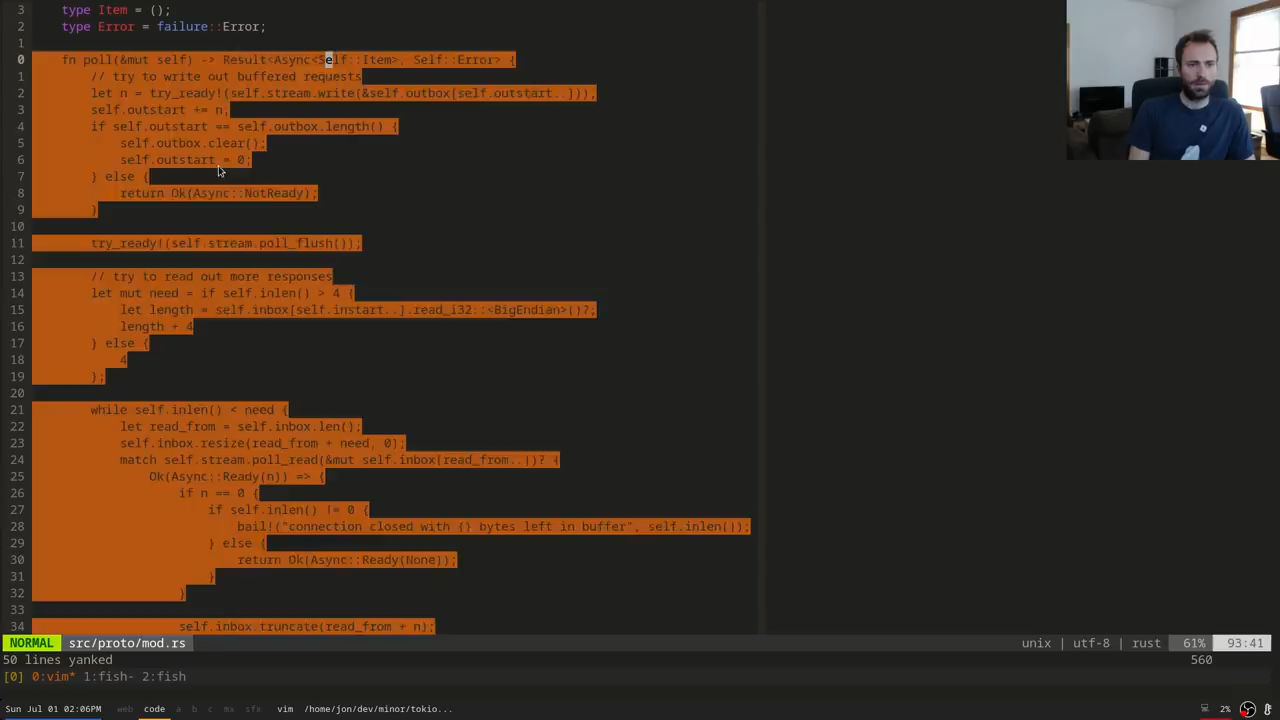 3     type Item = ();
2     type Error = failure::Error;
1
0     fn poll(&mut self) -> Result<Async<Self::Item>, Self::Error> {
1         // try to write out buffered requests
2         let n = try_ready!(self.stream.write(&self.outbox[self.outstart..]));
3         self.outstart += n;
4         if self.outstart == self.outbox.length() {
5             self.outbox.clear();
6             self.outstart = 0;
7         } else {
8             return Ok(Async::NotReady);
9         }
10
11         try_ready!(self.stream.poll_flush());
12
13         // try to read out more responses
14         let mut need = if self.inlen() > 4 {
15             let length = self.inbox[self.instart..].read_i32::<BigEndian>()?;
16             length + 4
17         } else {
18             4
19         };
20
21         while self.inlen() < need {
22             let read_from = self.inbox.len();
23             self.inbox.resize(read_from + need, 0);
24             match self.stream.poll_read(&mut self.inbox[read_from..])? {
25                 Ok(Async::Ready(n)) => {
26                     if n == 0 {
27                         if self.inlen() != 0 {
28                             bail!("connection closed with {} bytes left in buffer", self.inlen());
29                         } else {
30                             return Ok(Async::Ready(None));
31                         }
32                     }
33
34                     self.inbox.truncate(read_from + n);
NORMAL src/proto/mod.rs unix | utf-8 | rust 61% 93:41
50 lines yanked 560
[0] 0:vim* 1:fish- 2:fish
Sun Jul 01 02:06PM web code a b c mx sfx vim /home/jon/dev/minor/tokio... 2%